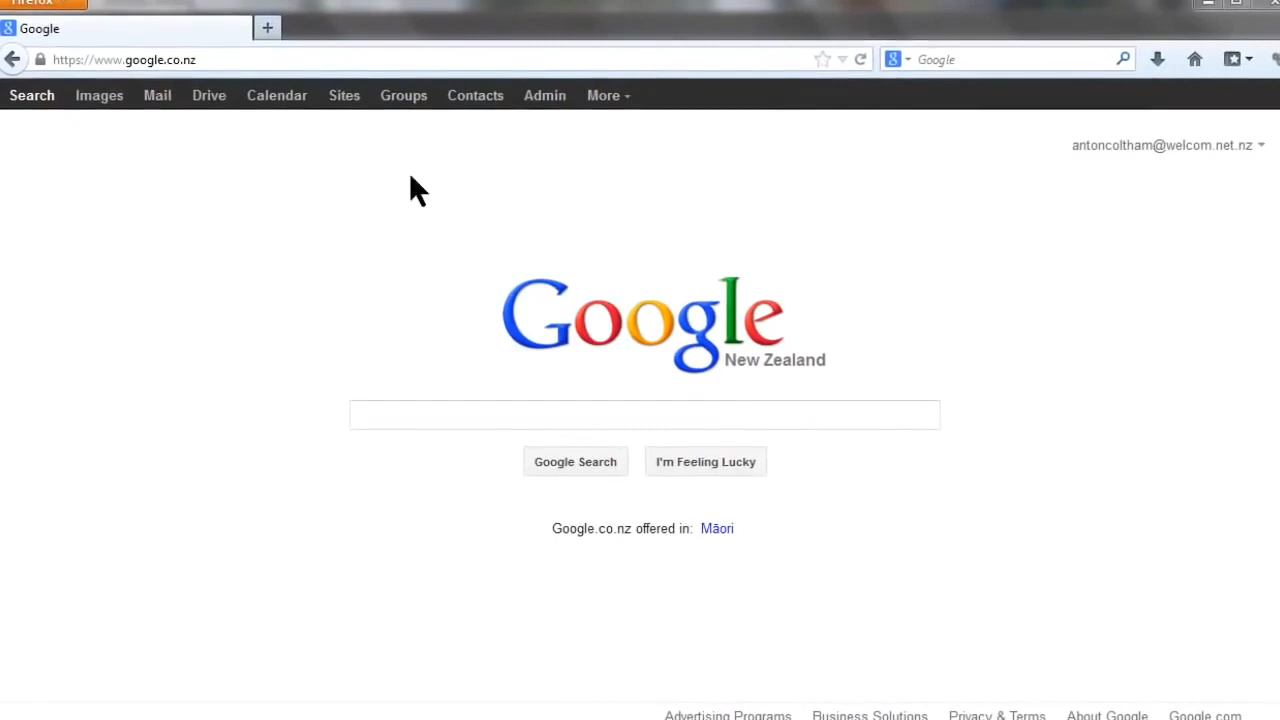 Firefox
Google
https://www.google.co.nz
Google
Search Images Mail Drive Calendar Sites Groups Contacts Admin More
antoncoltham@welcom.net.nz
Google
New Zealand
Google Search I'm Feeling Lucky
Google.co.nz offered in: Māori
Advertising Programs Business Solutions Privacy & Terms About Google Google.com